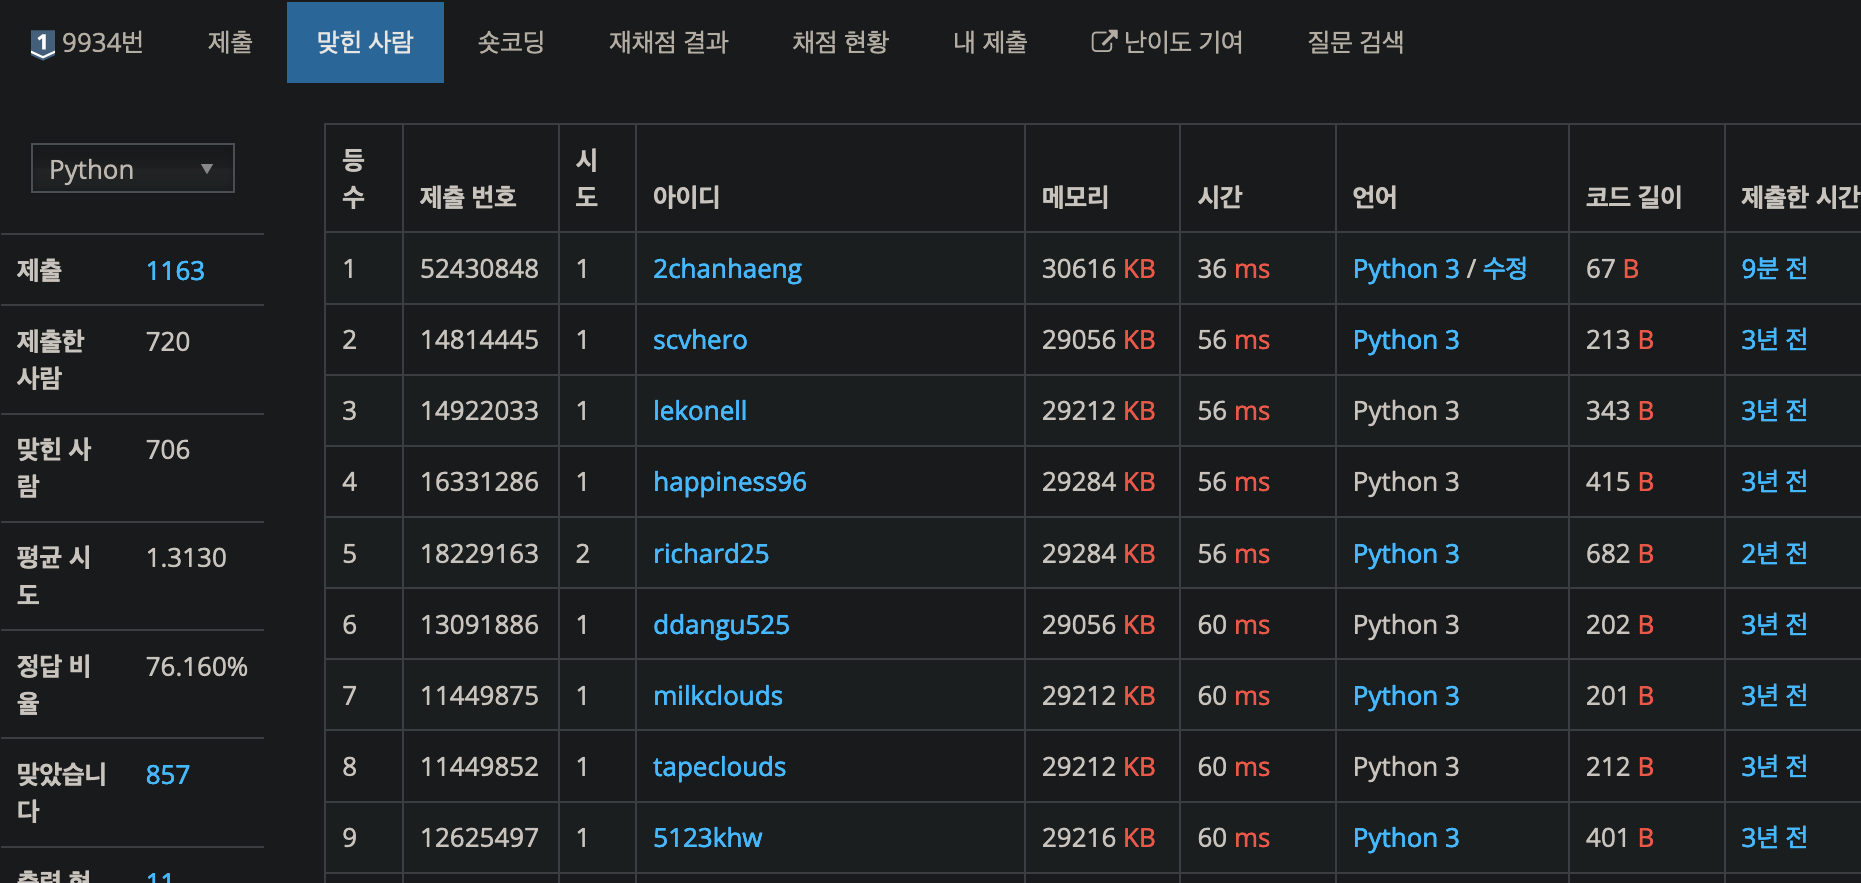 1 9934번 제출 맞힌 사람 숏코딩 재채점 결과 채점 현황 내 제출 난이도 기여 질문 검색
Python
제출 1163
제출한 사람 720
맞힌 사람 706
평균 시도 1.3130
정답 비율 76.160%
맞았습니다 857
등수 제출 번호 시도 아이디 메모리 시간 언어 코드 길이 제출한 시간
1 52430848 1 2chanhaeng 30616 KB 36 ms Python 3 / 수정 67 B 9분 전
2 14814445 1 scvhero 29056 KB 56 ms Python 3 213 B 3년 전
3 14922033 1 lekonell 29212 KB 56 ms Python 3 343 B 3년 전
4 16331286 1 happiness96 29284 KB 56 ms Python 3 415 B 3년 전
5 18229163 2 richard25 29284 KB 56 ms Python 3 682 B 2년 전
6 13091886 1 ddangu525 29056 KB 60 ms Python 3 202 B 3년 전
7 11449875 1 milkclouds 29212 KB 60 ms Python 3 201 B 3년 전
8 11449852 1 tapeclouds 29212 KB 60 ms Python 3 212 B 3년 전
9 12625497 1 5123khw 29216 KB 60 ms Python 3 401 B 3년 전